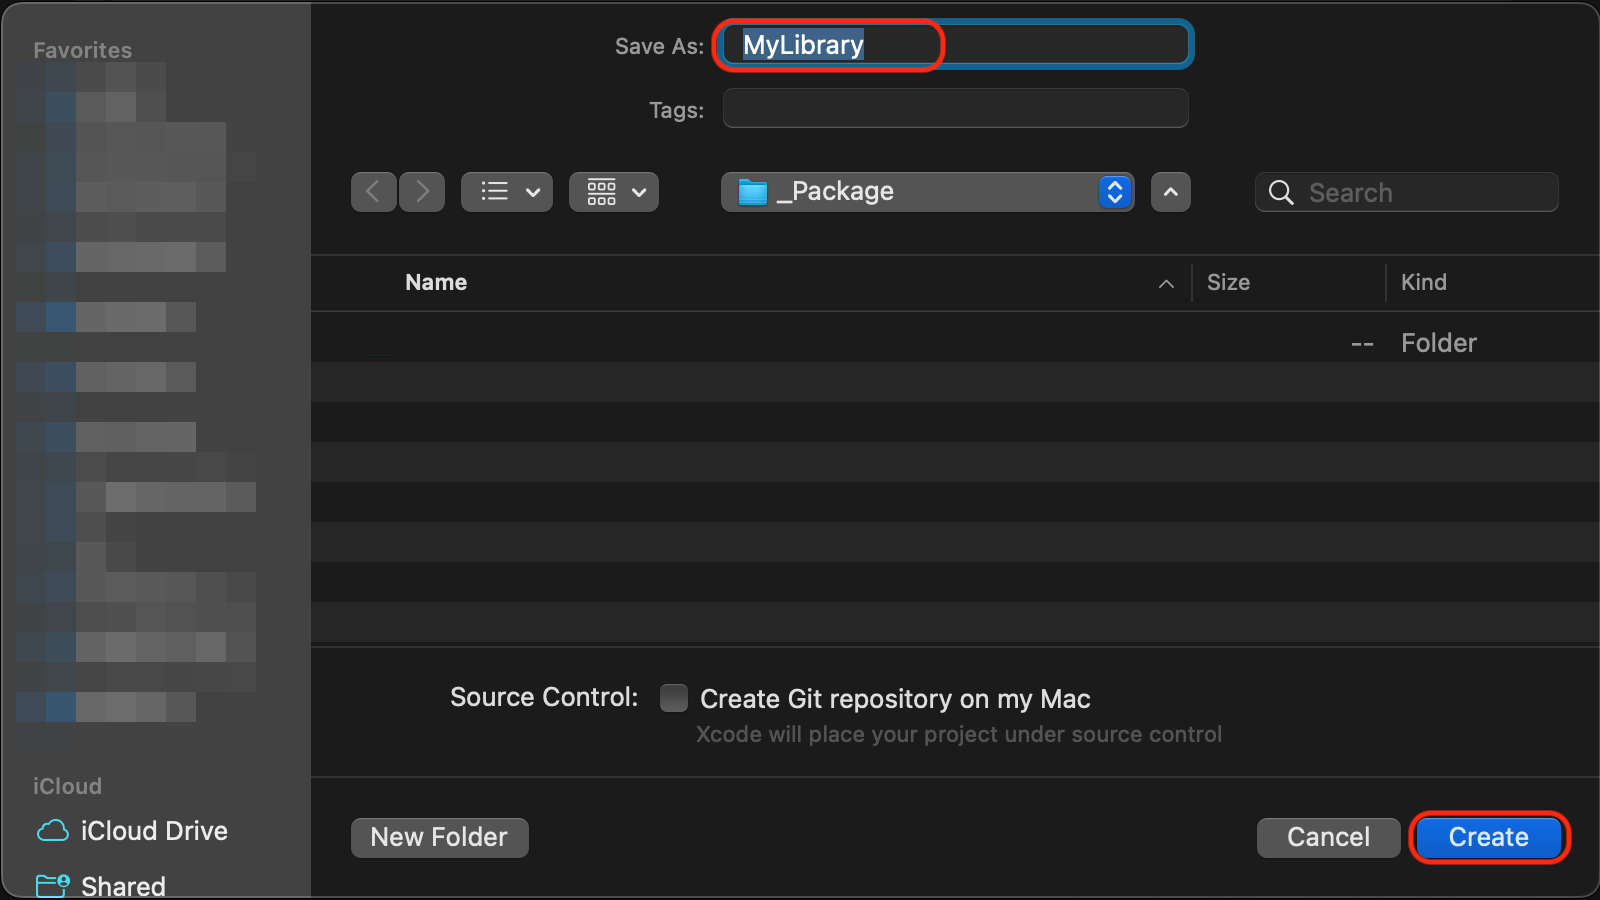 Favorites
Save As: MyLibrary
Tags:
_Package
Search
Name Size Kind
-- Folder
Source Control: Create Git repository on my Mac
Xcode will place your project under source control
iCloud
iCloud Drive
Shared
New Folder Cancel Create